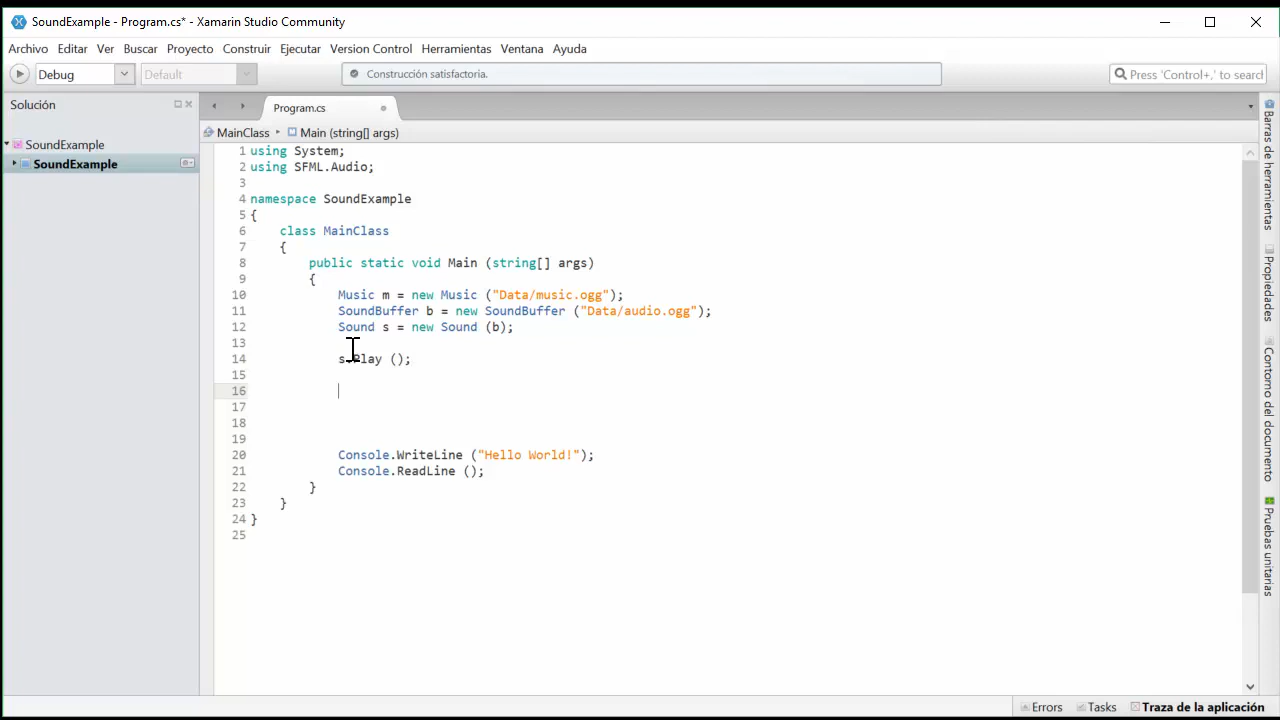 SoundExample - Program.cs* - Xamarin Studio Community
Archivo Editar Ver Buscar Proyecto Construir Ejecutar Version Control Herramientas Ventana Ayuda
Debug Default Construcción satisfactoria. Press 'Control+,' to search
Solución
SoundExample
SoundExample
Program.cs
MainClass Main (string[] args)
1 using System;
2 using SFML.Audio;
3
4 namespace SoundExample
5 {
6 class MainClass
7 {
8 public static void Main (string[] args)
9 {
10 Music m = new Music ("Data/music.ogg");
11 SoundBuffer b = new SoundBuffer ("Data/audio.ogg");
12 Sound s = new Sound (b);
13
14 s.Play ();
15
16
17
18
19
20 Console.WriteLine ("Hello World!");
21 Console.ReadLine ();
22 }
23 }
24 }
25
Barras de herramientas
Propiedades
Contorno del documento
Pruebas unitarias
Errors Tasks Traza de la aplicación